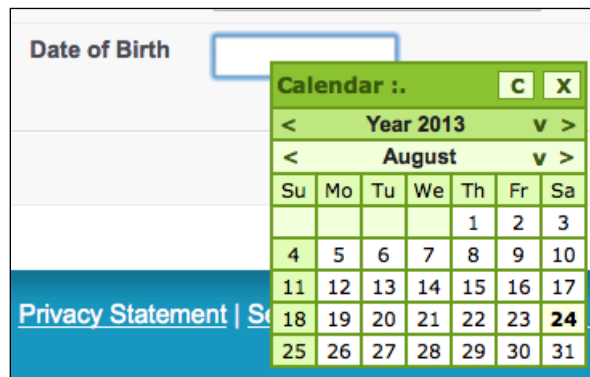 Date of Birth
Calendar :. C X
< Year 2013 v >
< August v >
Su Mo Tu We Th Fr Sa
1 2 3
4 5 6 7 8 9 10
11 12 13 14 15 16 17
18 19 20 21 22 23 24
25 26 27 28 29 30 31
Privacy Statement |